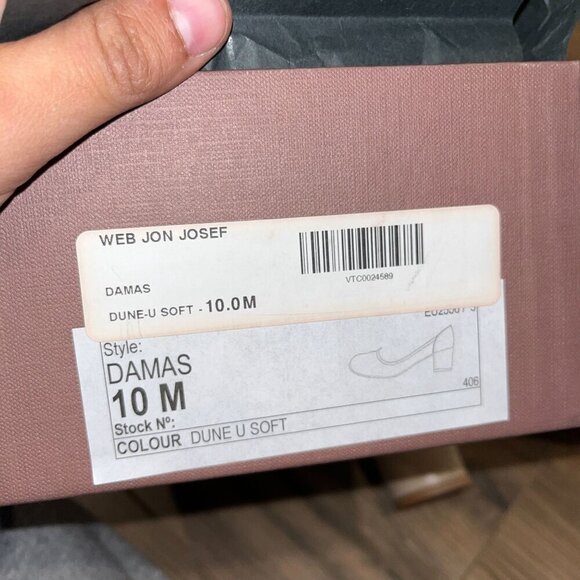 WEB JON JOSEF
VTC0024589
DAMAS
DUNE-U SOFT - 10.0M
Style:
DAMAS
10 M
406
Stock Nº:
COLOUR DUNE U SOFT